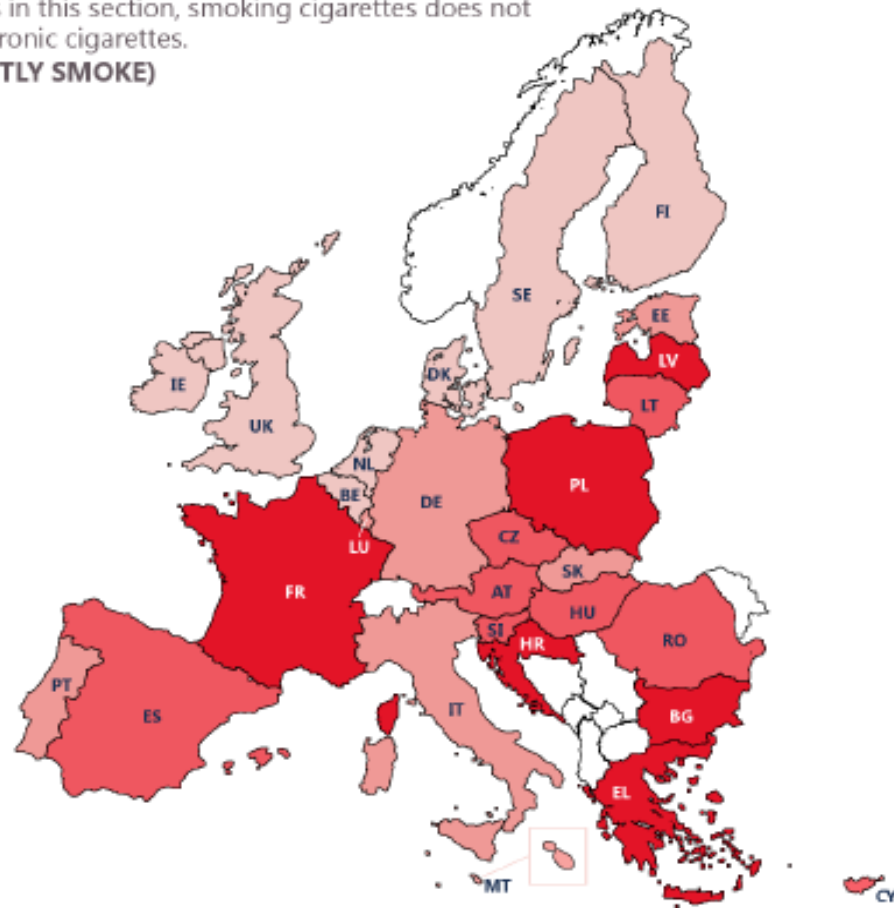 s in this section, smoking cigarettes does not
ronic cigarettes.
TLY SMOKE)
FI
SE
EE
LV
DK
IE
LT
UK
NL
PL
BE
DE
CZ
LU
SK
FR
AT
HU
SI
HR
RO
PT
IT
ES
BG
EL
MT
CY